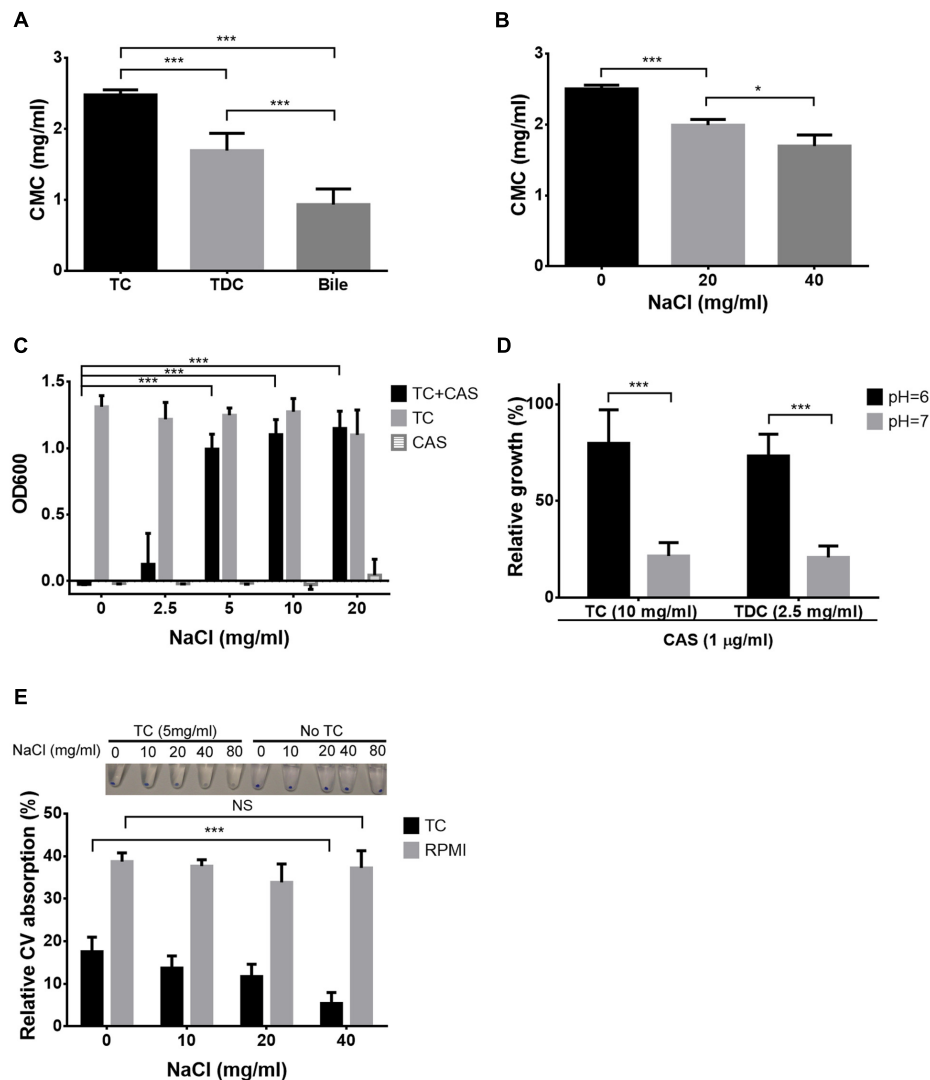 A
CMC (mg/ml)
3
2
1
0
***
***
***
TC TDC Bile
B
CMC (mg/ml)
3
2
1
0
***
*
0 20 40
NaCl (mg/ml)
C
OD600
1.5
1.0
0.5
0.0
***
***
***
TC+CAS
TC
CAS
0 2.5 5 10 20
NaCl (mg/ml)
D
Relative growth (%)
100
50
0
***
***
pH=6
pH=7
TC (10 mg/ml) TDC (2.5 mg/ml)
CAS (1 μg/ml)
E
TC (5mg/ml) No TC
NaCl (mg/ml) 0 10 20 40 80 0 10 20 40 80
Relative CV absorption (%)
50
40
30
20
10
0
NS
***
TC
RPMI
0 10 20 40
NaCl (mg/ml)